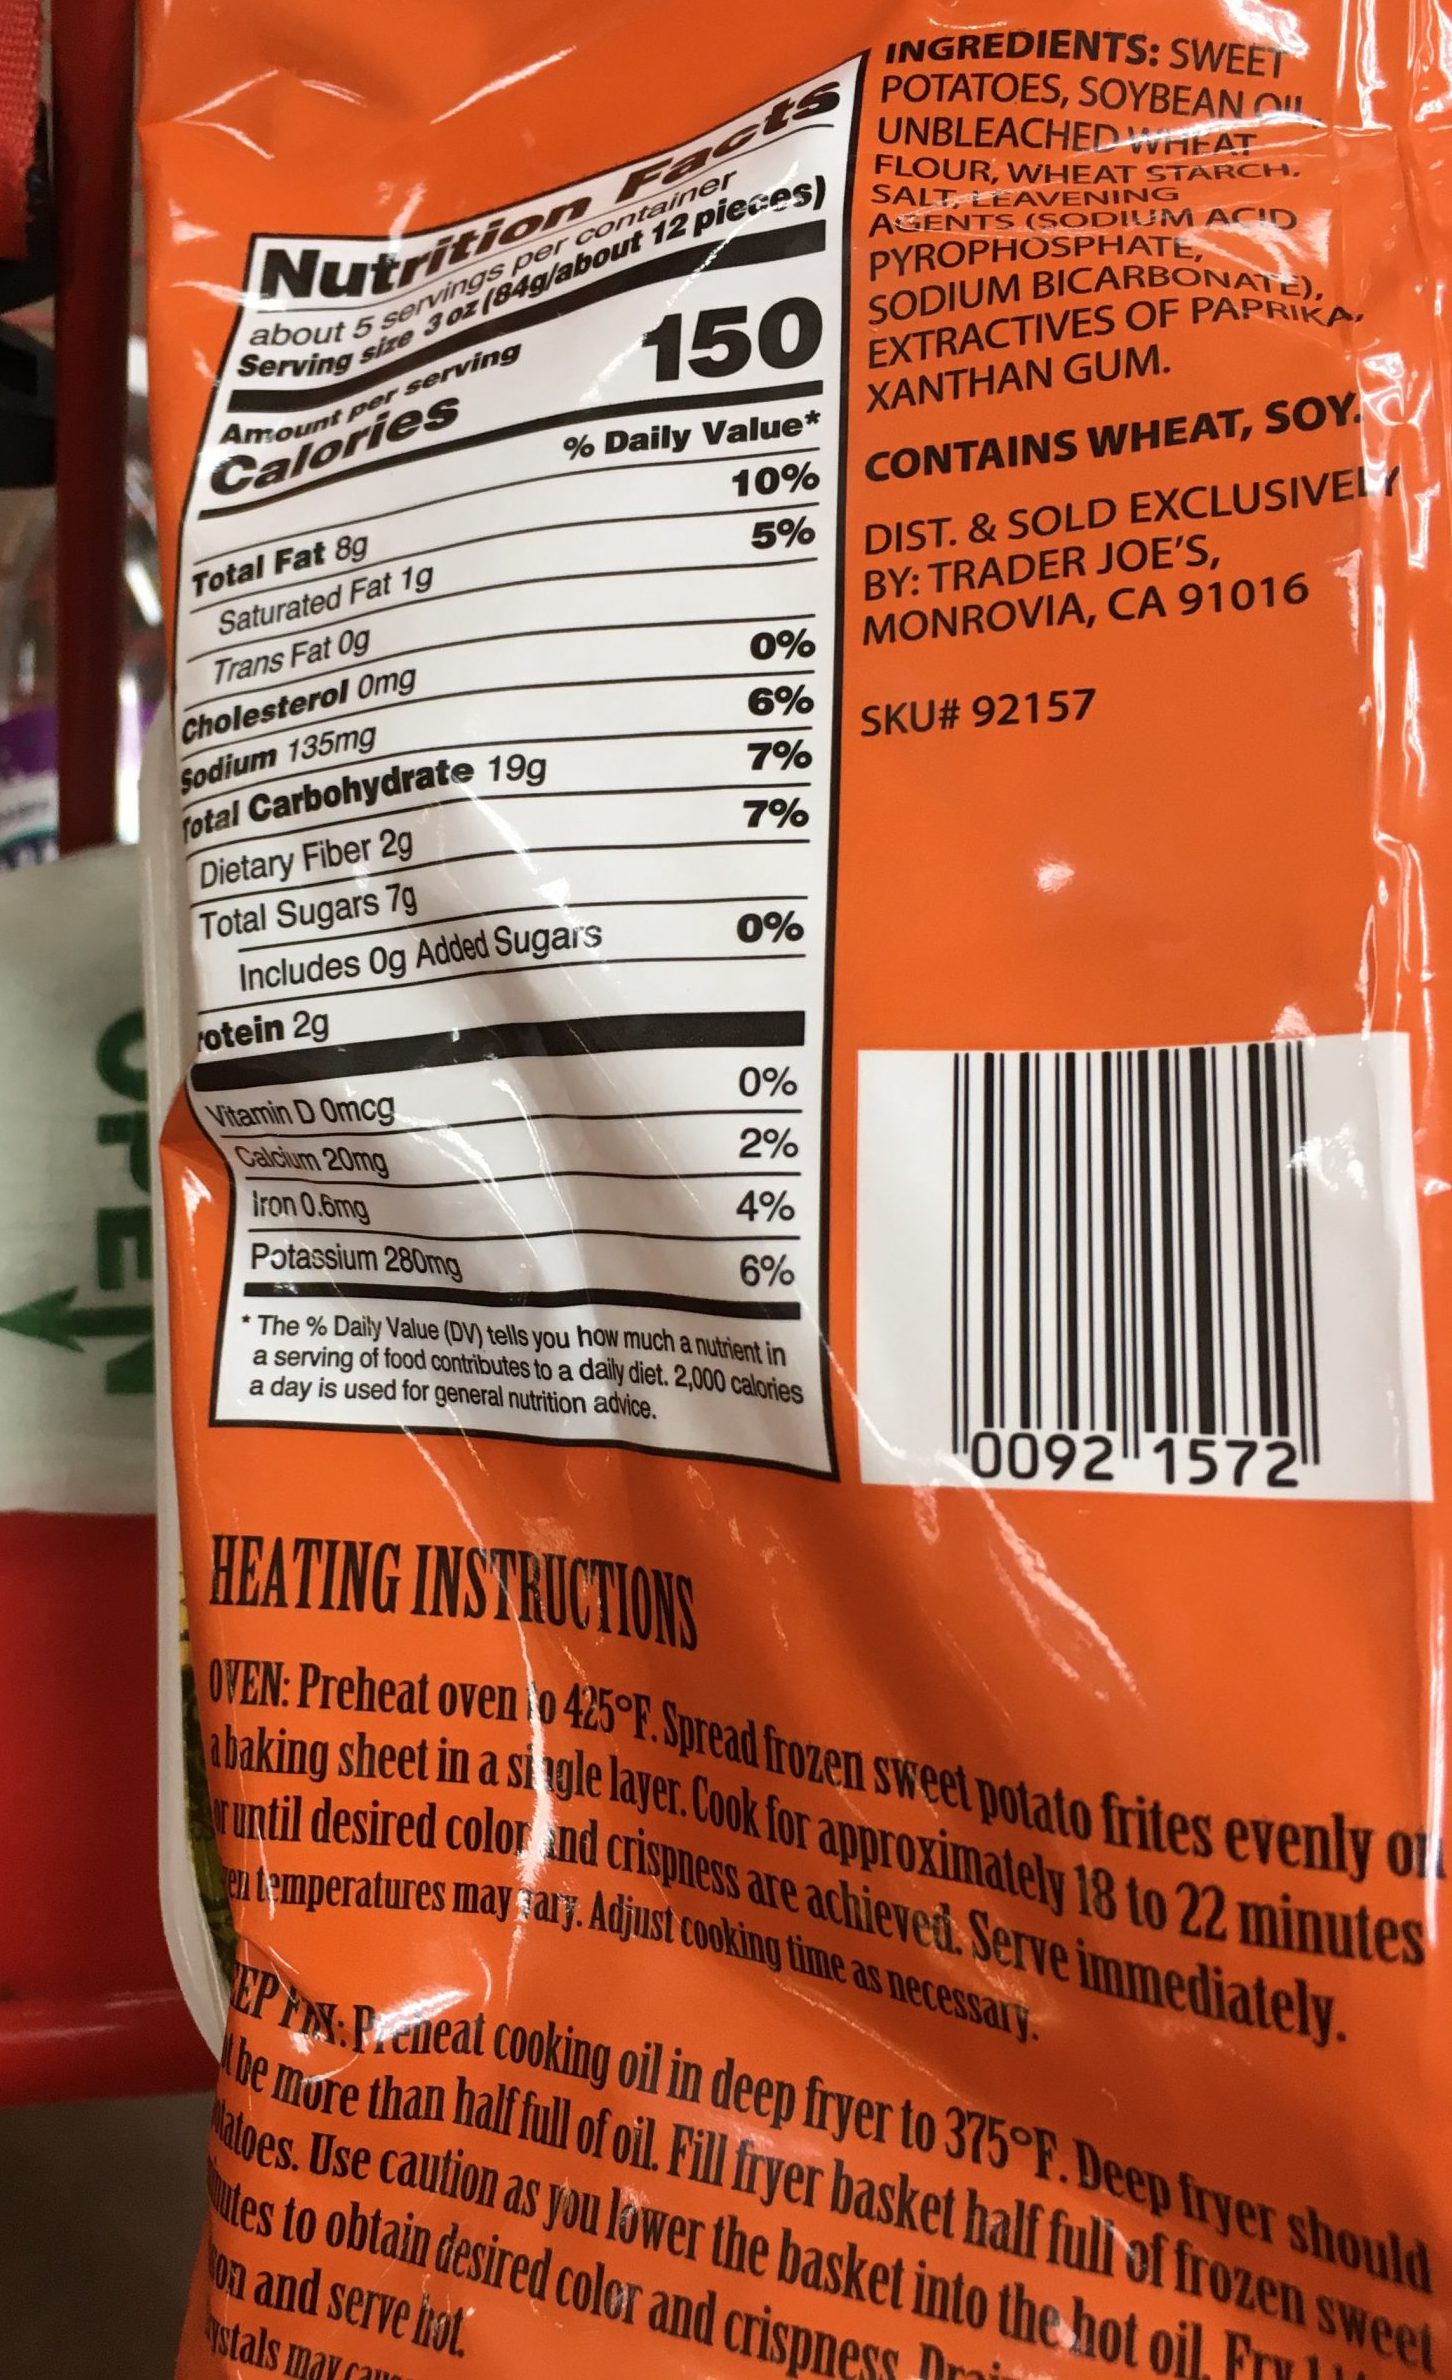 Nutrition Facts
about 5 servings per container
Serving size 3 oz (84g/about 12 pieces)
Amount per serving
Calories 150
% Daily Value*
Total Fat 8g 10%
Saturated Fat 1g 5%
Trans Fat 0g
Cholesterol 0mg 0%
Sodium 135mg 6%
Total Carbohydrate 19g 7%
Dietary Fiber 2g 7%
Total Sugars 7g
Includes 0g Added Sugars 0%
rotein 2g
Vitamin D 0mcg 0%
Calcium 20mg 2%
Iron 0.6mg 4%
Potassium 280mg 6%
* The % Daily Value (DV) tells you how much a nutrient in
a serving of food contributes to a daily diet. 2,000 calories
a day is used for general nutrition advice.
INGREDIENTS: SWEET
POTATOES, SOYBEAN OIL,
UNBLEACHED WHEAT
FLOUR, WHEAT STARCH,
SALT, LEAVENING
AGENTS (SODIUM ACID
PYROPHOSPHATE,
SODIUM BICARBONATE),
EXTRACTIVES OF PAPRIKA,
XANTHAN GUM.
CONTAINS WHEAT, SOY.
DIST. & SOLD EXCLUSIVELY
BY: TRADER JOE'S,
MONROVIA, CA 91016
SKU# 92157
0092 1572
OPEN
HEATING INSTRUCTIONS
OVEN: Preheat oven to 425°F. Spread frozen sweet potato frites evenly on
a baking sheet in a single layer. Cook for approximately 18 to 22 minutes
or until desired color and crispness are achieved. Serve immediately.
en temperatures may vary. Adjust cooking time as necessary.
EEP FRY: Preheat cooking oil in deep fryer to 375°F. Deep fryer should
t be more than half full of oil. Fill fryer basket half full of frozen sweet
tatoes. Use caution as you lower the basket into the hot oil. Fry
nutes to obtain desired color and crispness.
on and serve hot.
ystals may